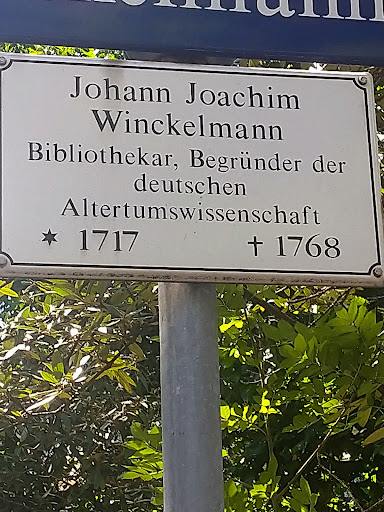 Johann Joachim
Winckelmann
Bibliothekar, Begründer der
deutschen
Altertumswissenschaft
* 1717 † 1768